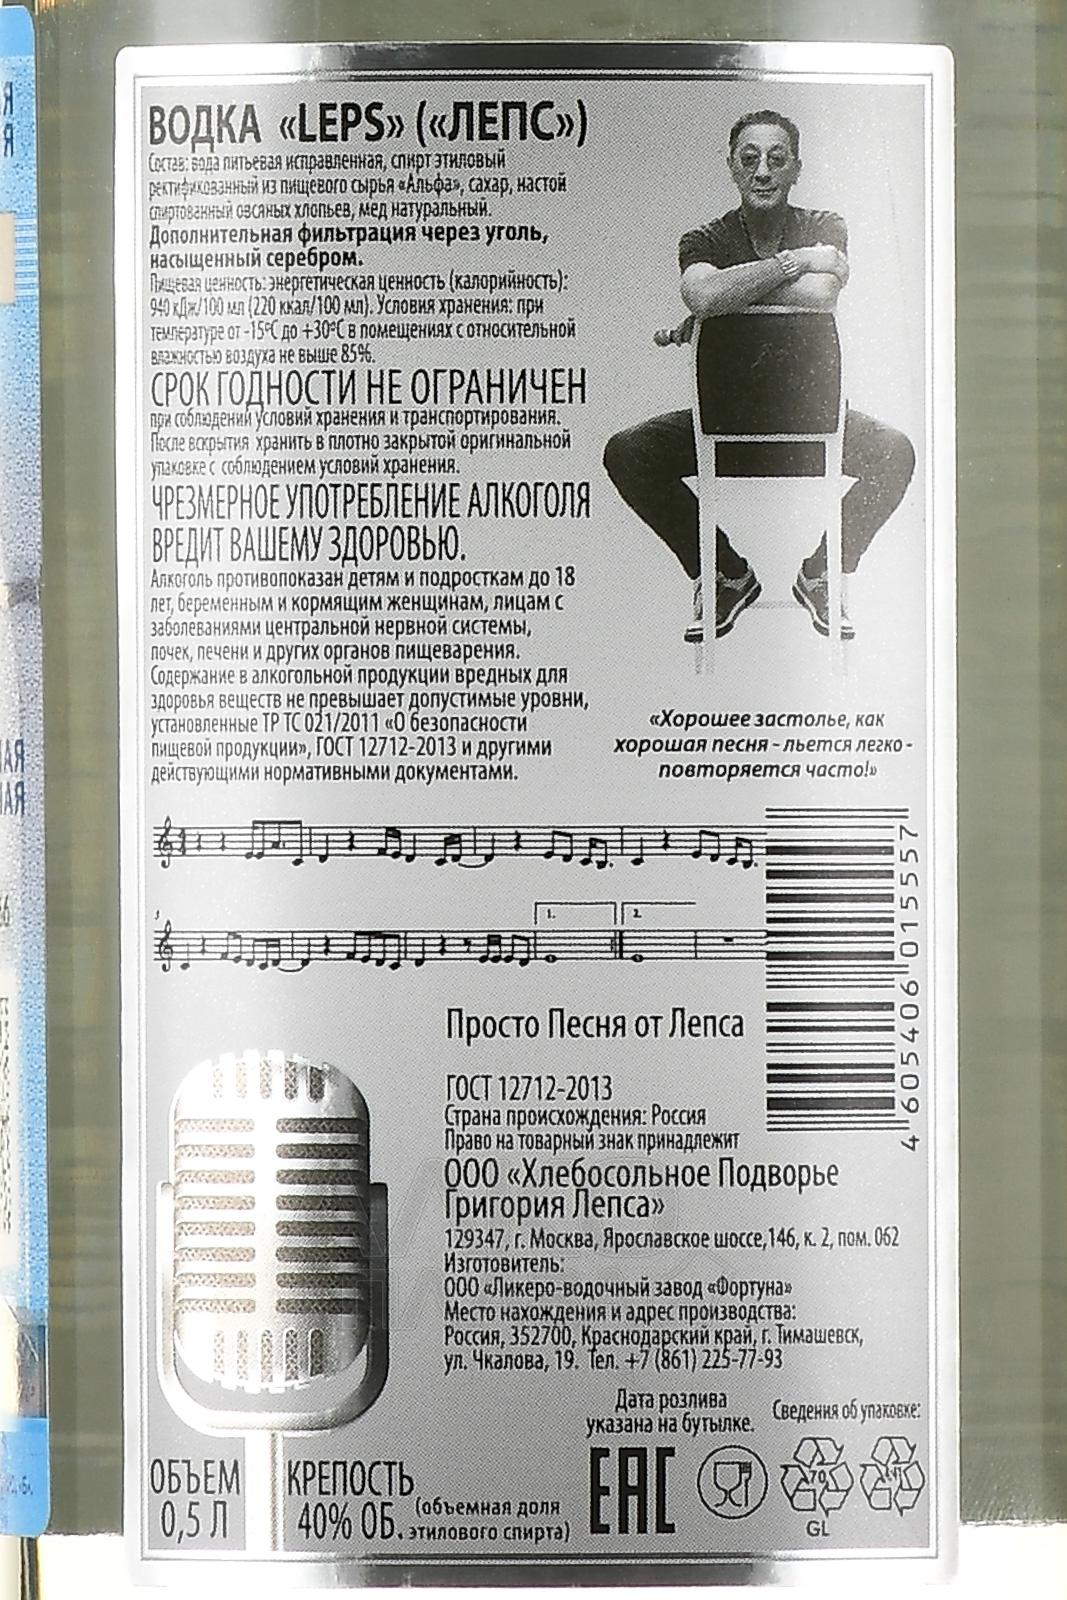 ВОДКА «LEPS» («ЛЕПС»)
Состав: вода питьевая исправленная, спирт этиловый
ректификованный из пищевого сырья «Альфа», сахар, настой
спиртованный овсяных хлопьев, мед натуральный.
Дополнительная фильтрация через уголь,
насыщенный серебром.
Пищевая ценность: энергетическая ценность (калорийность):
940 кДж/100 мл (220 ккал/100 мл). Условия хранения: при
температуре от -15°С до +30°С в помещениях с относительной
влажностью воздуха не выше 85%.
СРОК ГОДНОСТИ НЕ ОГРАНИЧЕН
при соблюдении условий хранения и транспортирования.
После вскрытия хранить в плотно закрытой оригинальной
упаковке с соблюдением условий хранения.
ЧРЕЗМЕРНОЕ УПОТРЕБЛЕНИЕ АЛКОГОЛЯ
ВРЕДИТ ВАШЕМУ ЗДОРОВЬЮ.
Алкоголь противопоказан детям и подросткам до 18
лет, беременным и кормящим женщинам, лицам с
заболеваниями центральной нервной системы,
почек, печени и других органов пищеварения.
Содержание в алкогольной продукции вредных для
здоровья веществ не превышает допустимые уровни,
установленные ТР ТС 021/2011 «О безопасности
пищевой продукции», ГОСТ 12712-2013 и другими
действующими нормативными документами.
«Хорошее застолье, как
хорошая песня - льется легко -
повторяется часто!»
1. 2.
4 605406 015557
Просто Песня от Лепса
ГОСТ 12712-2013
Страна происхождения: Россия
Право на товарный знак принадлежит
ООО «Хлебосольное Подворье
Григория Лепса»
129347, г. Москва, Ярославское шоссе,146, к. 2, пом. 062
Изготовитель:
ООО «Ликеро-водочный завод «Фортуна»
Место нахождения и адрес производства:
Россия, 352700, Краснодарский край, г. Тимашевск,
ул. Чкалова, 19. Тел. +7 (861) 225-77-93
Дата розлива
указана на бутылке.
Сведения об упаковке:
ОБЪЕМ
0,5 Л
КРЕПОСТЬ
40% ОБ. (объемная доля
этилового спирта)
EAC
70
GL